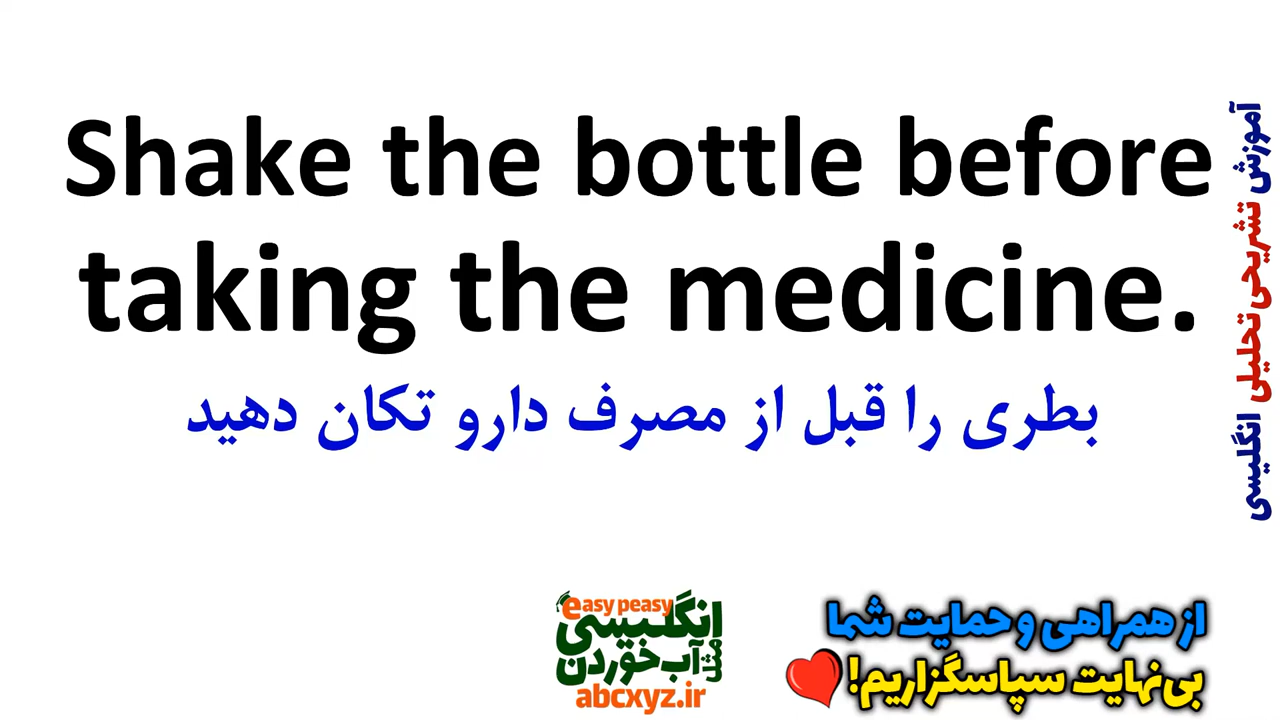 Shake the bottle before
taking the medicine.
بطری را قبل از مصرف دارو تکان دهید
آموزش تشریحی تحلیلی انگلیسی
easy peasy
انگلیسی
مثل آب خوردن
abcxyz.ir
از همراهی و حمایت شما
بی‌نهایت سپاسگزاریم!